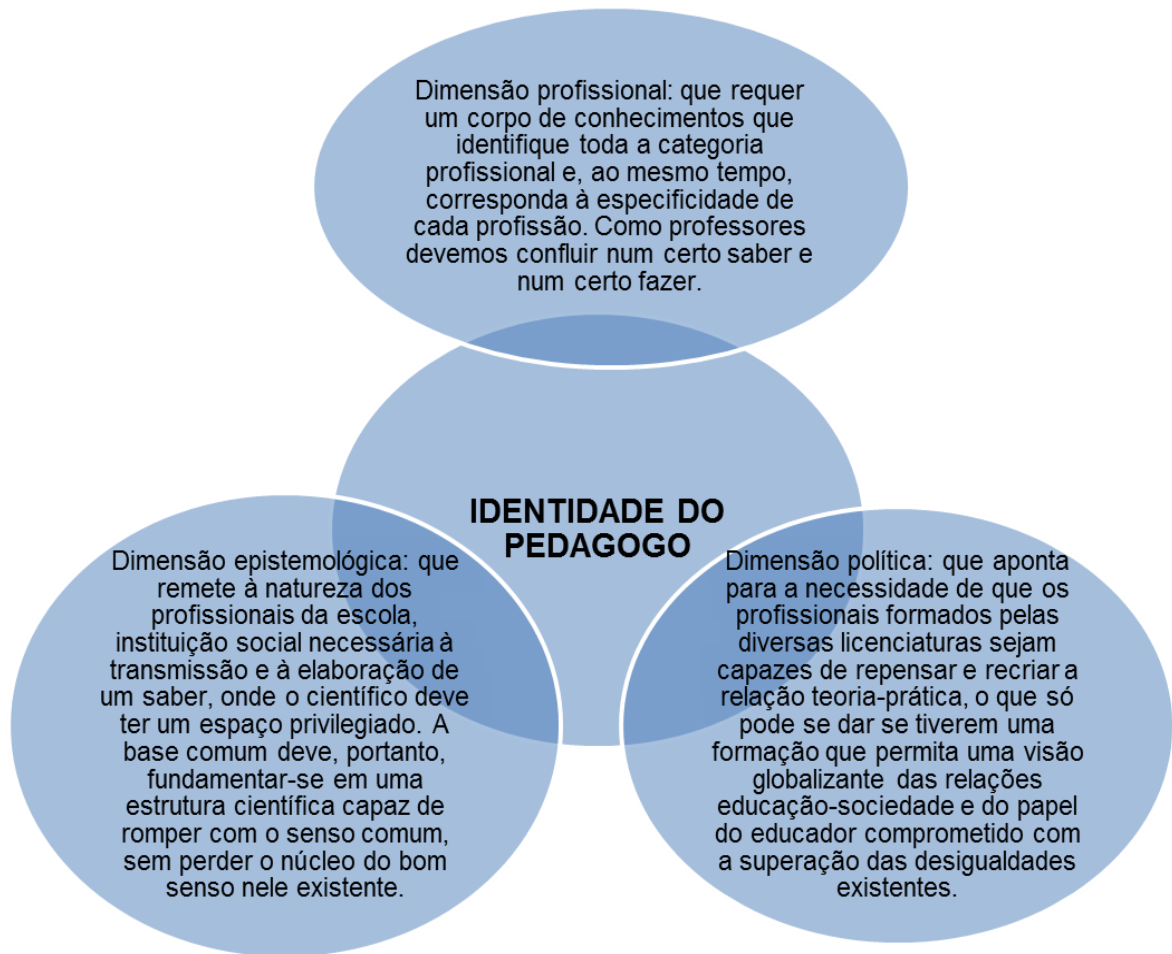 Dimensão profissional: que requer
um corpo de conhecimentos que
identifique toda a categoria
profissional e, ao mesmo tempo,
corresponda à especificidade de
cada profissão. Como professores
devemos confluir num certo saber e
num certo fazer.
IDENTIDADE DO
PEDAGOGO
Dimensão epistemológica: que
remete à natureza dos
profissionais da escola,
instituição social necessária à
transmissão e à elaboração de
um saber, onde o científico deve
ter um espaço privilegiado. A
base comum deve, portanto,
fundamentar-se em uma
estrutura científica capaz de
romper com o senso comum,
sem perder o núcleo do bom
senso nele existente.
Dimensão política: que aponta
para a necessidade de que os
profissionais formados pelas
diversas licenciaturas sejam
capazes de repensar e recriar a
relação teoria-prática, o que só
pode se dar se tiverem uma
formação que permita uma visão
globalizante das relações
educação-sociedade e do papel
do educador comprometido com
a superação das desigualdades
existentes.